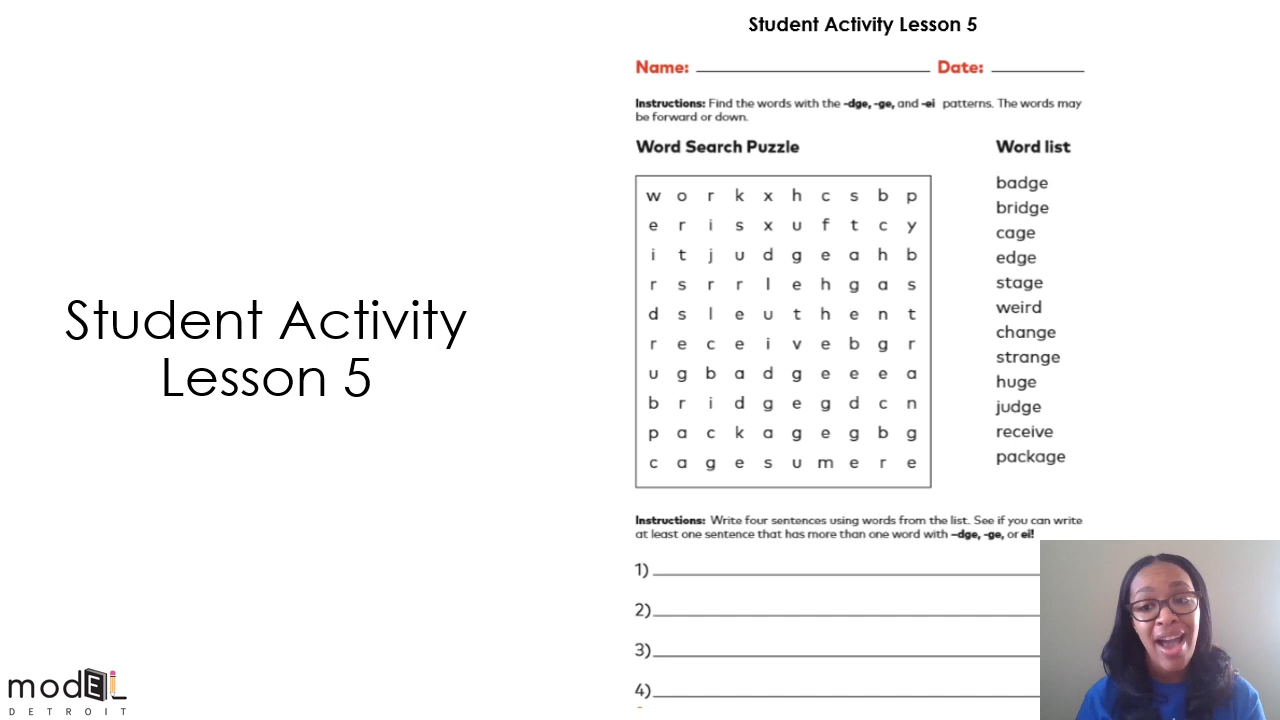 Student Activity Lesson 5
Name: Date:
Instructions: Find the words with the -dge, -ge, and -ei patterns. The words may
be forward or down.
Word Search Puzzle
Word list
w o r k x h c s b p
e r i s x u f t c y
i t j u d g e a h b
r s r r l e h g a s
d s l e u t h e n t
r e c e i v e b g r
u g b a d g e e e a
b r i d g e g d c n
p a c k a g e g b g
c a g e s u m e r e
badge
bridge
cage
edge
stage
weird
change
strange
huge
judge
receive
package
Instructions: Write four sentences using words from the list. See if you can write
at least one sentence that has more than one word with –dge, -ge, or ei!
1)
2)
3)
4)
Student Activity
Lesson 5
modEL
DETROIT